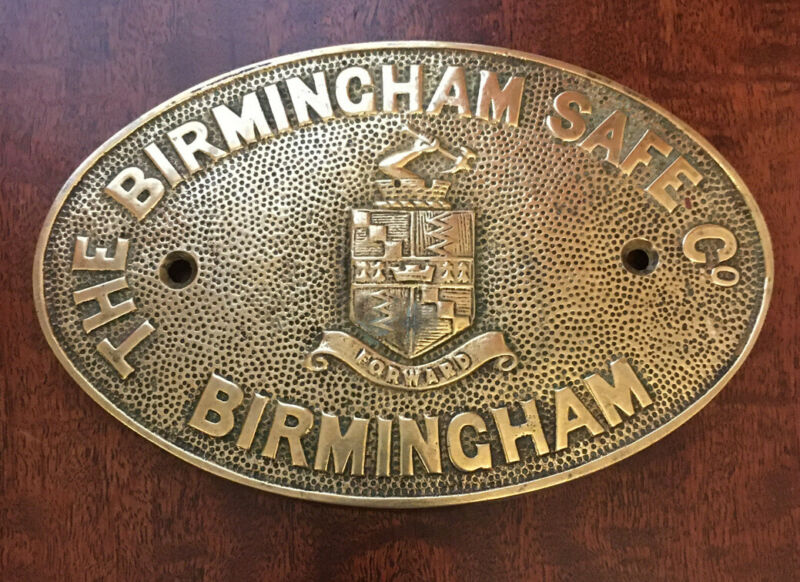 THE BIRMINGHAM SAFE Cº
FORWARD
BIRMINGHAM